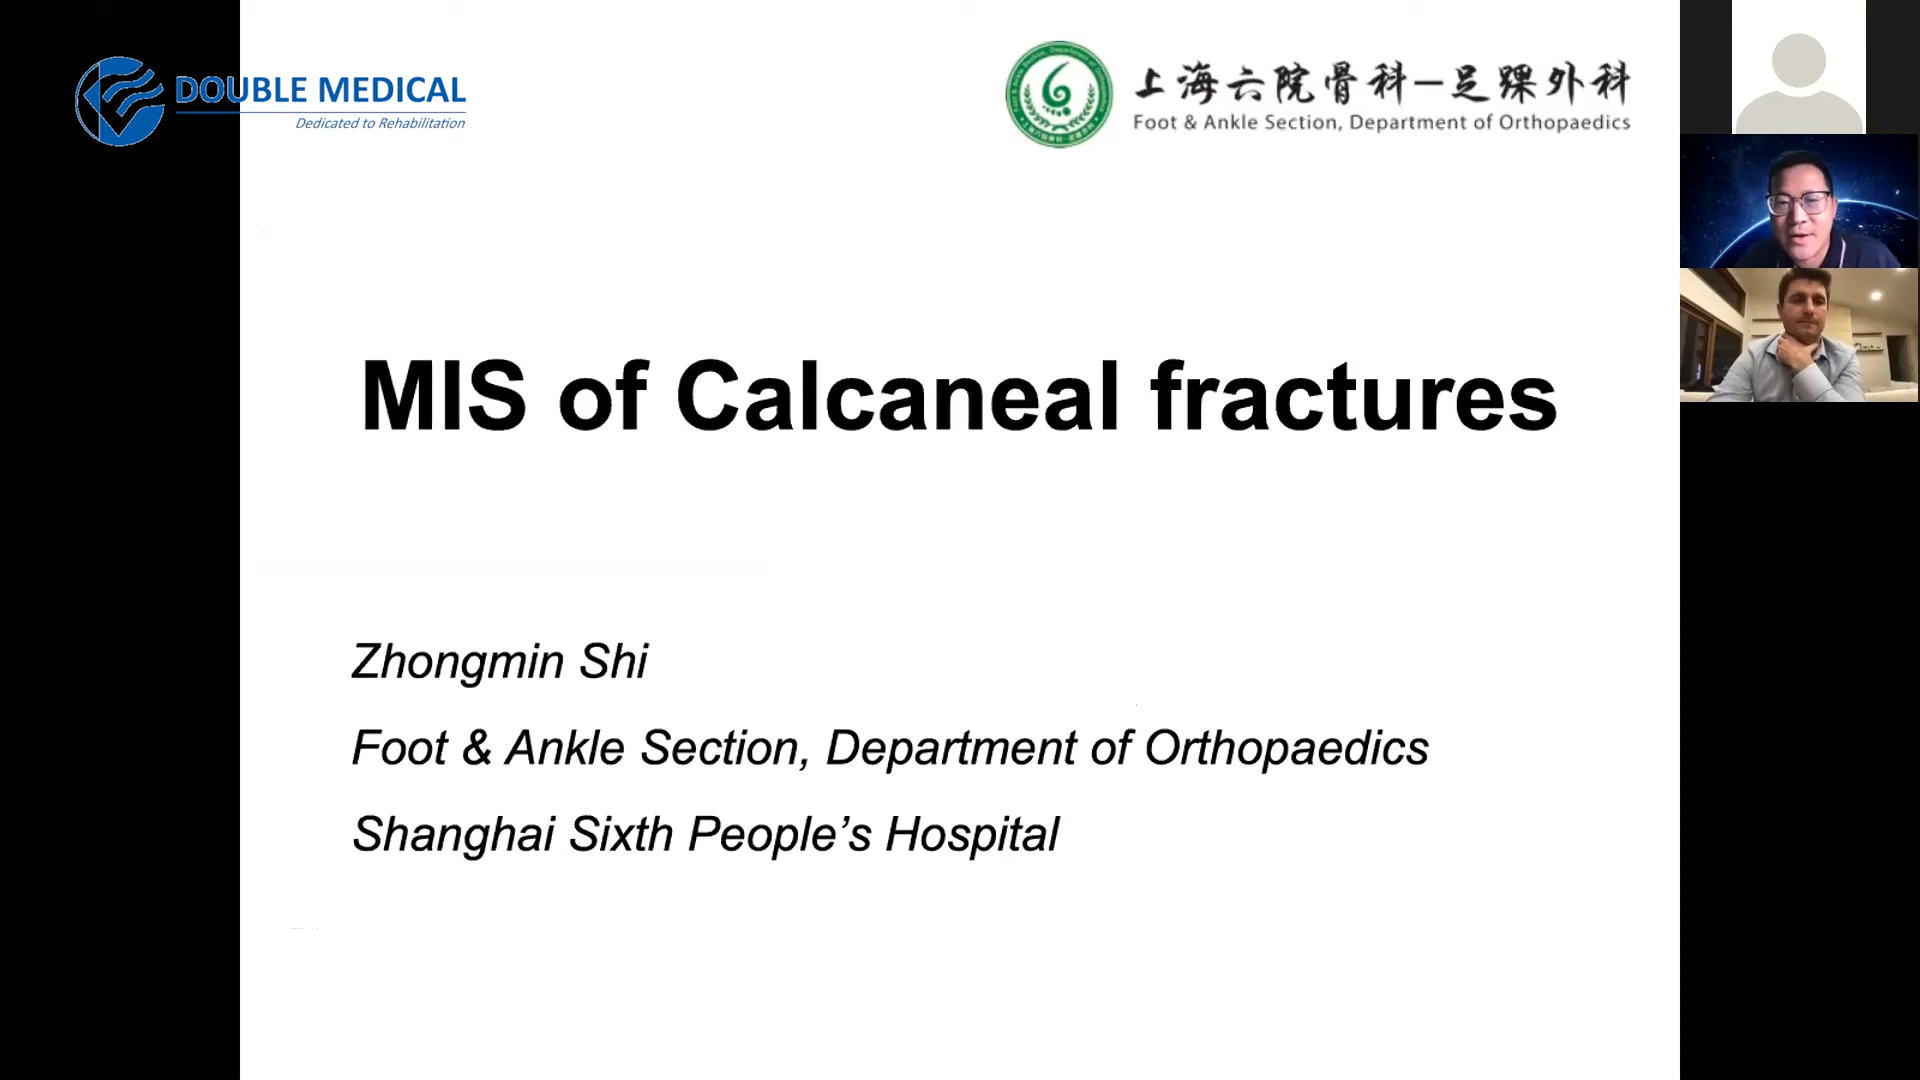 DOUBLE MEDICAL
Dedicated to Rehabilitation
上海六院骨科—足踝外科
Foot & Ankle Section, Department of Orthopaedics
MIS of Calcaneal fractures
Zhongmin Shi
Foot & Ankle Section, Department of Orthopaedics
Shanghai Sixth People’s Hospital